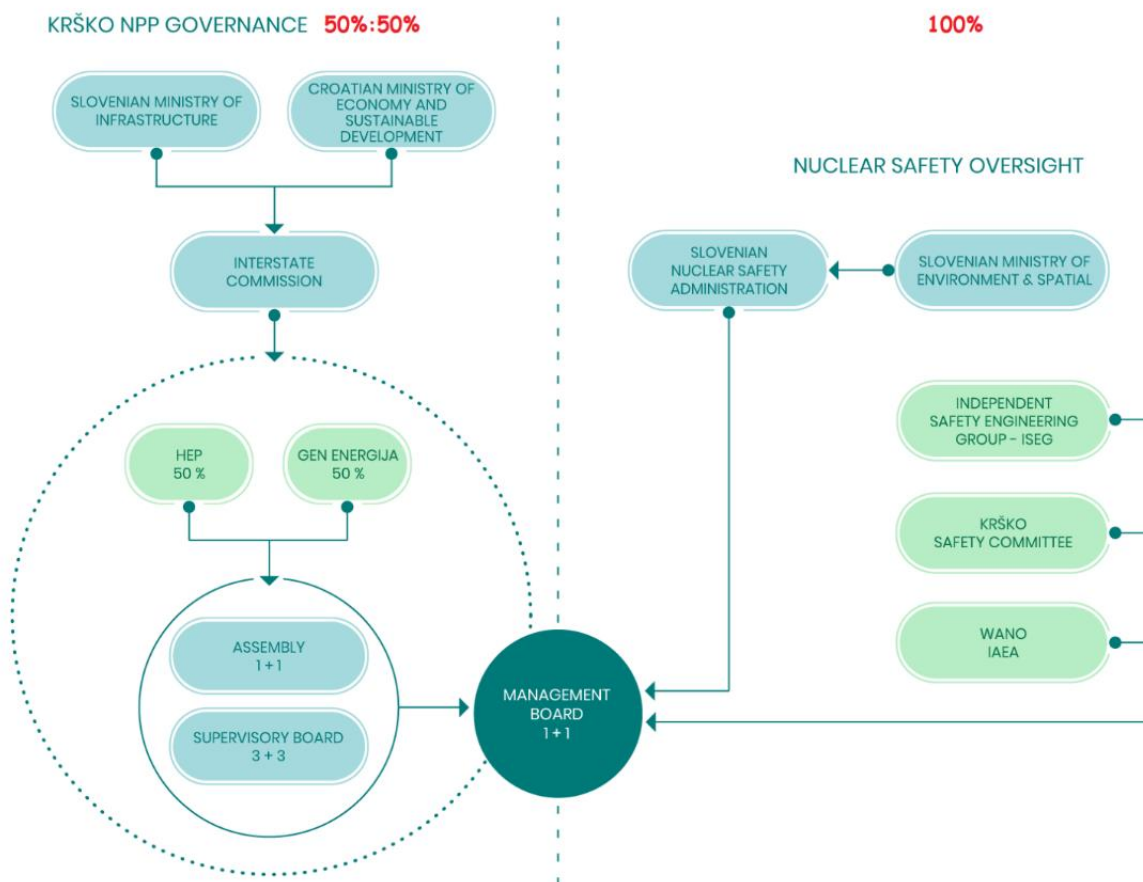 KRŠKO NPP GOVERNANCE 50%:50%
SLOVENIAN MINISTRY OF
INFRASTRUCTURE
CROATIAN MINISTRY OF
ECONOMY AND
SUSTAINABLE
DEVELOPMENT
INTERSTATE
COMMISSION
HEP
50 %
GEN ENERGIJA
50 %
ASSEMBLY
1 + 1
SUPERVISORY BOARD
3 + 3
MANAGEMENT
BOARD
1 + 1
100%
NUCLEAR SAFETY OVERSIGHT
SLOVENIAN
NUCLEAR SAFETY
ADMINISTRATION
SLOVENIAN MINISTRY OF
ENVIRONMENT & SPATIAL
INDEPENDENT
SAFETY ENGINEERING
GROUP - ISEG
KRŠKO
SAFETY COMMITTEE
WANO
IAEA